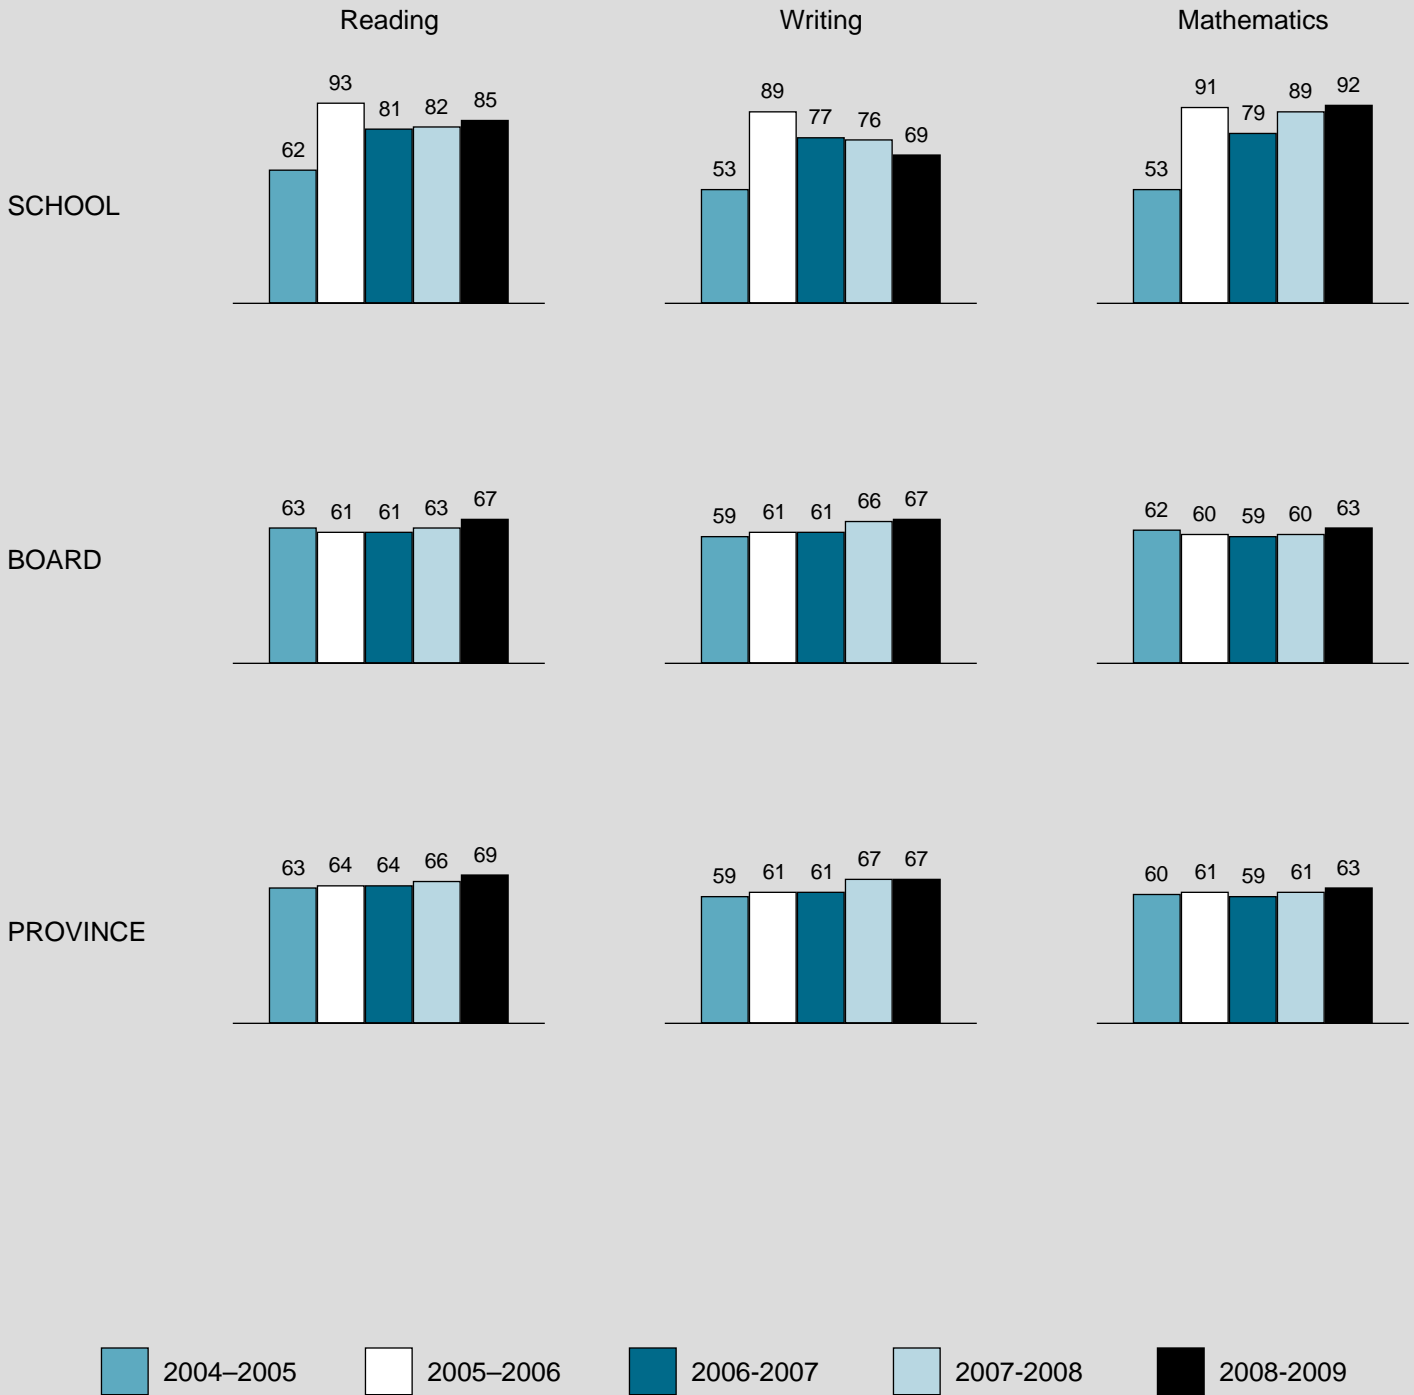 Reading Writing Mathematics
SCHOOL
62 93 81 82 85
53 89 77 76 69
53 91 79 89 92
BOARD
63 61 61 63 67
59 61 61 66 67
62 60 59 60 63
PROVINCE
63 64 64 66 69
59 61 61 67 67
60 61 59 61 63
2004–2005 2005–2006 2006-2007 2007-2008 2008-2009